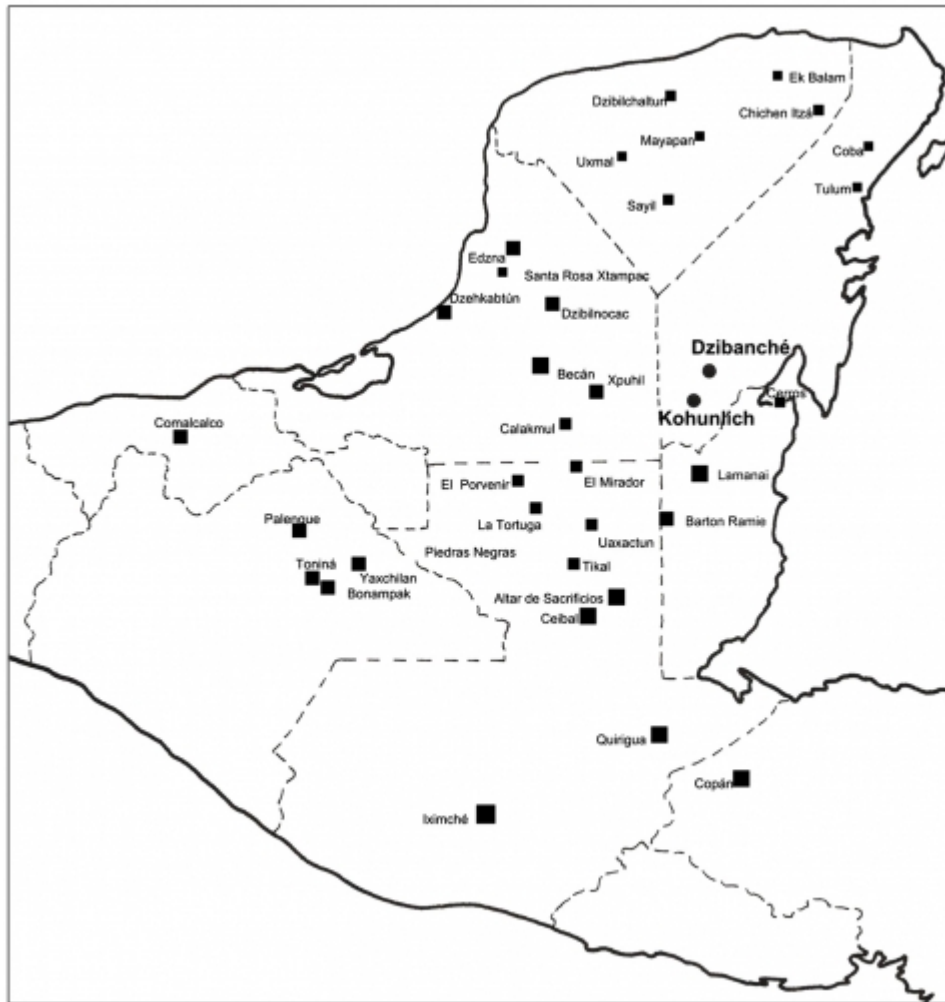 Ek Balam
Dzibilchaltun
Chichen Itzá
Mayapan
Coba
Uxmal
Tulum
Sayil
Edzna
Santa Rosa Xtampac
Dzehkabtún
Dzibilnocac
Dzibanché
Becán
Xpuhil
Cerros
Kohunlich
Comalcalco
Calakmul
El Porvenir
El Mirador
Lamanai
La Tortuga
Barton Ramie
Palenque
Uaxactun
Piedras Negras
Tikal
Toniná
Yaxchilan
Bonampak
Altar de Sacrificios
Ceibal
Quirigua
Copán
Iximché